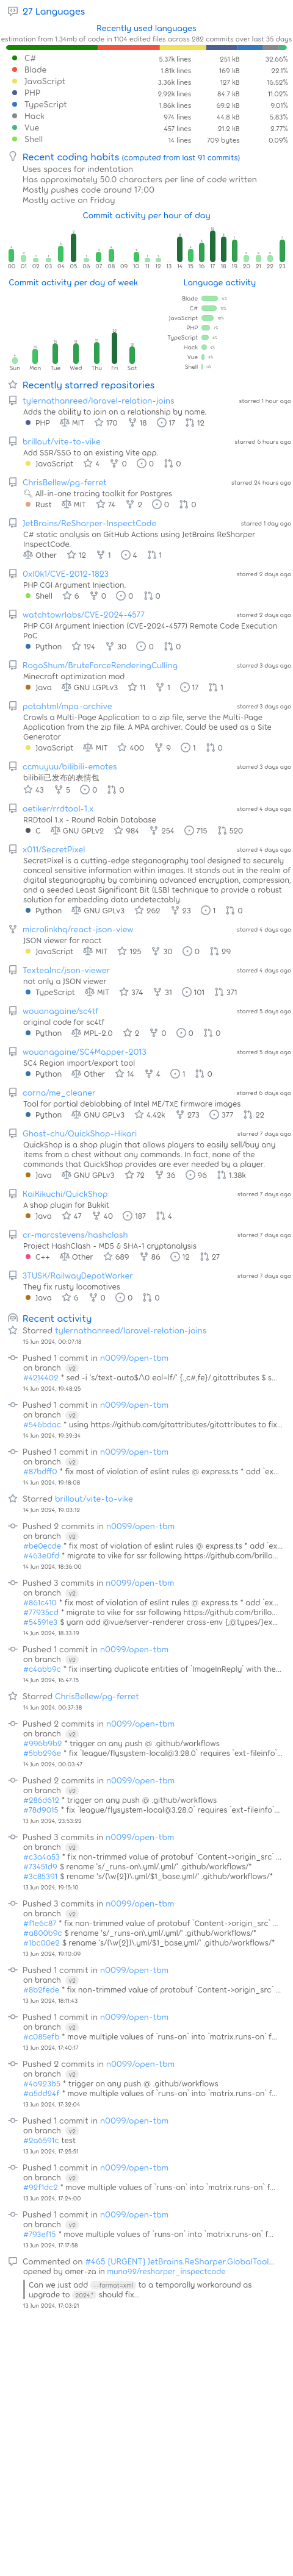 27 Languages
Recently used languages
estimation from 1.34mb of code in 1104 edited files across 282 commits over last 35 days
C# 5.37k lines 251 kB 32.66%
Blade 1.81k lines 169 kB 22.1%
JavaScript 3.36k lines 127 kB 16.52%
PHP 2.92k lines 84.7 kB 11.02%
TypeScript 1.86k lines 69.2 kB 9.01%
Hack 974 lines 44.8 kB 5.83%
Vue 457 lines 21.2 kB 2.77%
Shell 14 lines 709 bytes 0.09%
Recent coding habits (computed from last 91 commits)
Uses spaces for indentation
Has approximately 50.0 characters per line of code written
Mostly pushes code around 17:00
Mostly active on Friday
Commit activity per hour of day
00 01 02 03 04 05 06 07 08 09 10 11 12 13 14 15 16 17 18 19 20 21 22 23
Commit activity per day of week
Language activity
Sun Mon Tue Wed Thu Fri Sat
Blade
C#
JavaScript
PHP
TypeScript
Hack
Vue
Shell
Recently starred repositories
tylernathanreed/laravel-relation-joins starred 1 hour ago
Adds the ability to join on a relationship by name.
PHP MIT 170 18 17 12
brillout/vite-to-vike starred 6 hours ago
Add SSR/SSG to an existing Vite app.
JavaScript 4 0 0 0
ChrisBellew/pg-ferret starred 24 hours ago
🔍 All-in-one tracing toolkit for Postgres
Rust MIT 74 2 0 0
JetBrains/ReSharper-InspectCode starred 1 day ago
C# static analysis on GitHub Actions using JetBrains ReSharper
InspectCode.
Other 12 1 4 1
0xl0k1/CVE-2012-1823 starred 2 days ago
PHP CGI Argument Injection.
Shell 6 0 0 0
watchtowrlabs/CVE-2024-4577 starred 2 days ago
PHP CGI Argument Injection (CVE-2024-4577) Remote Code Execution
PoC
Python 124 30 0 0
RogoShum/BruteForceRenderingCulling starred 3 days ago
Minecraft optimization mod
Java GNU LGPLv3 11 1 17 1
potahtml/mpa-archive starred 3 days ago
Crawls a Multi-Page Application to a zip file, serve the Multi-Page
Application from the zip file. A MPA archiver. Could be used as a Site
Generator
JavaScript MIT 400 9 1 0
ccmuyuu/bilibili-emotes starred 3 days ago
bilibili已发布的表情包
43 5 0 0
oetiker/rrdtool-1.x starred 4 days ago
RRDtool 1.x - Round Robin Database
C GNU GPLv2 984 254 715 520
x011/SecretPixel starred 4 days ago
SecretPixel is a cutting-edge steganography tool designed to securely
conceal sensitive information within images. It stands out in the realm of
digital steganography by combining advanced encryption, compression,
and a seeded Least Significant Bit (LSB) technique to provide a robust
solution for embedding data undetectably.
Python GNU GPLv3 262 23 1 0
microlinkhq/react-json-view starred 4 days ago
JSON viewer for react
JavaScript MIT 125 30 0 29
TexteaInc/json-viewer starred 4 days ago
not only a JSON viewer
TypeScript MIT 374 31 101 371
wouanagaine/sc4tf starred 5 days ago
original code for sc4tf
Python MPL-2.0 2 0 0 0
wouanagaine/SC4Mapper-2013 starred 5 days ago
SC4 Region import/export tool
Python Other 14 4 1 0
corna/me_cleaner starred 6 days ago
Tool for partial deblobbing of Intel ME/TXE firmware images
Python GNU GPLv3 4.42k 273 377 22
Ghost-chu/QuickShop-Hikari starred 7 days ago
QuickShop is a shop plugin that allows players to easily sell/buy any
items from a chest without any commands. In fact, none of the
commands that QuickShop provides are ever needed by a player.
Java GNU GPLv3 72 36 96 1.38k
KaiKikuchi/QuickShop starred 7 days ago
A shop plugin for Bukkit
Java 47 40 187 4
cr-marcstevens/hashclash starred 7 days ago
Project HashClash - MD5 & SHA-1 cryptanalysis
C++ Other 689 86 12 27
3TUSK/RailwayDepotWorker starred 7 days ago
They fix rusty locomotives
Java 6 0 0 0
Recent activity
Starred tylernathanreed/laravel-relation-joins
15 Jun 2024, 00:07:18
Pushed 1 commit in n0099/open-tbm
on branch v2
#4214402 * sed -i 's/text-auto$/\0 eol=lf/' {.,c#,fe}/.gitattributes $ s...
14 Jun 2024, 19:48:25
Pushed 1 commit in n0099/open-tbm
on branch v2
#546bdac * using https://github.com/gitattributes/gitattributes to fix...
14 Jun 2024, 19:39:34
Pushed 1 commit in n0099/open-tbm
on branch v2
#87bdff0 * fix most of violation of eslint rules @ express.ts * add `ex...
14 Jun 2024, 19:18:08
Starred brillout/vite-to-vike
14 Jun 2024, 19:03:12
Pushed 2 commits in n0099/open-tbm
on branch v2
#be0ecde * fix most of violation of eslint rules @ express.ts * add `ex...
#463e0fd * migrate to vike for ssr following https://github.com/brillo...
14 Jun 2024, 18:36:00
Pushed 3 commits in n0099/open-tbm
on branch v2
#861c410 * fix most of violation of eslint rules @ express.ts * add `ex...
#77935cd * migrate to vike for ssr following https://github.com/brillo...
#54591e3 $ yarn add @vue/server-renderer compression {,@types/}ex...
14 Jun 2024, 18:33:19
Pushed 1 commit in n0099/open-tbm
on branch v2
#c4abb9c * fix inserting duplicate entities of `ImageInReply` with the...
14 Jun 2024, 16:47:15
Starred ChrisBellew/pg-ferret
14 Jun 2024, 00:37:38
Pushed 2 commits in n0099/open-tbm
on branch v2
#996b9b2 * trigger on any push @ .github/workflows
#5bb296e * fix `league/flysystem-local@3.28.0` requires `ext-fileinfo`...
14 Jun 2024, 00:03:47
Pushed 2 commits in n0099/open-tbm
on branch v2
#286d612 * trigger on any push @ .github/workflows
#78d9015 * fix `league/flysystem-local@3.28.0` requires `ext-fileinfo`...
13 Jun 2024, 23:53:22
Pushed 3 commits in n0099/open-tbm
on branch v2
#c3a4a53 * fix non-trimmed value of protobuf `Content->origin_src` ...
#73451d9 $ rename 's/_runs-on\.yml/.yml/' .github/workflows/*
#3c85391 $ rename 's/(\w{2})\.yml/$1_base.yml/' .github/workflows/*
13 Jun 2024, 19:15:10
Pushed 3 commits in n0099/open-tbm
on branch v2
#f1e6c87 * fix non-trimmed value of protobuf `Content->origin_src` ...
#a800b9c $ rename 's/_runs-on\.yml/.yml/' .github/workflows/*
#1bc00e2 $ rename 's/(\w{2})\.yml/$1_base.yml/' .github/workflows/*
13 Jun 2024, 19:10:09
Pushed 1 commit in n0099/open-tbm
on branch v2
#8b2fede * fix non-trimmed value of protobuf `Content->origin_src` ...
13 Jun 2024, 18:11:43
Pushed 1 commit in n0099/open-tbm
on branch v2
#c085efb * move multiple values of `runs-on` into `matrix.runs-on` f...
13 Jun 2024, 17:40:17
Pushed 2 commits in n0099/open-tbm
on branch v2
#4a923b5 * trigger on any push @ .github/workflows
#a5dd24f * move multiple values of `runs-on` into `matrix.runs-on` f...
13 Jun 2024, 17:32:04
Pushed 1 commit in n0099/open-tbm
on branch v2
#2a6591c test
13 Jun 2024, 17:25:51
Pushed 1 commit in n0099/open-tbm
on branch v2
#92f1dc2 * move multiple values of `runs-on` into `matrix.runs-on` f...
13 Jun 2024, 17:24:00
Pushed 1 commit in n0099/open-tbm
on branch v2
#793ef15 * move multiple values of `runs-on` into `matrix.runs-on` f...
13 Jun 2024, 17:17:58
Commented on #465 [URGENT] JetBrains.ReSharper.GlobalTool...
opened by omer-za in muno92/resharper_inspectcode
Can we just add --format=xml to a temporarily workaround as
upgrade to 2024.* should fix...
13 Jun 2024, 17:03:21